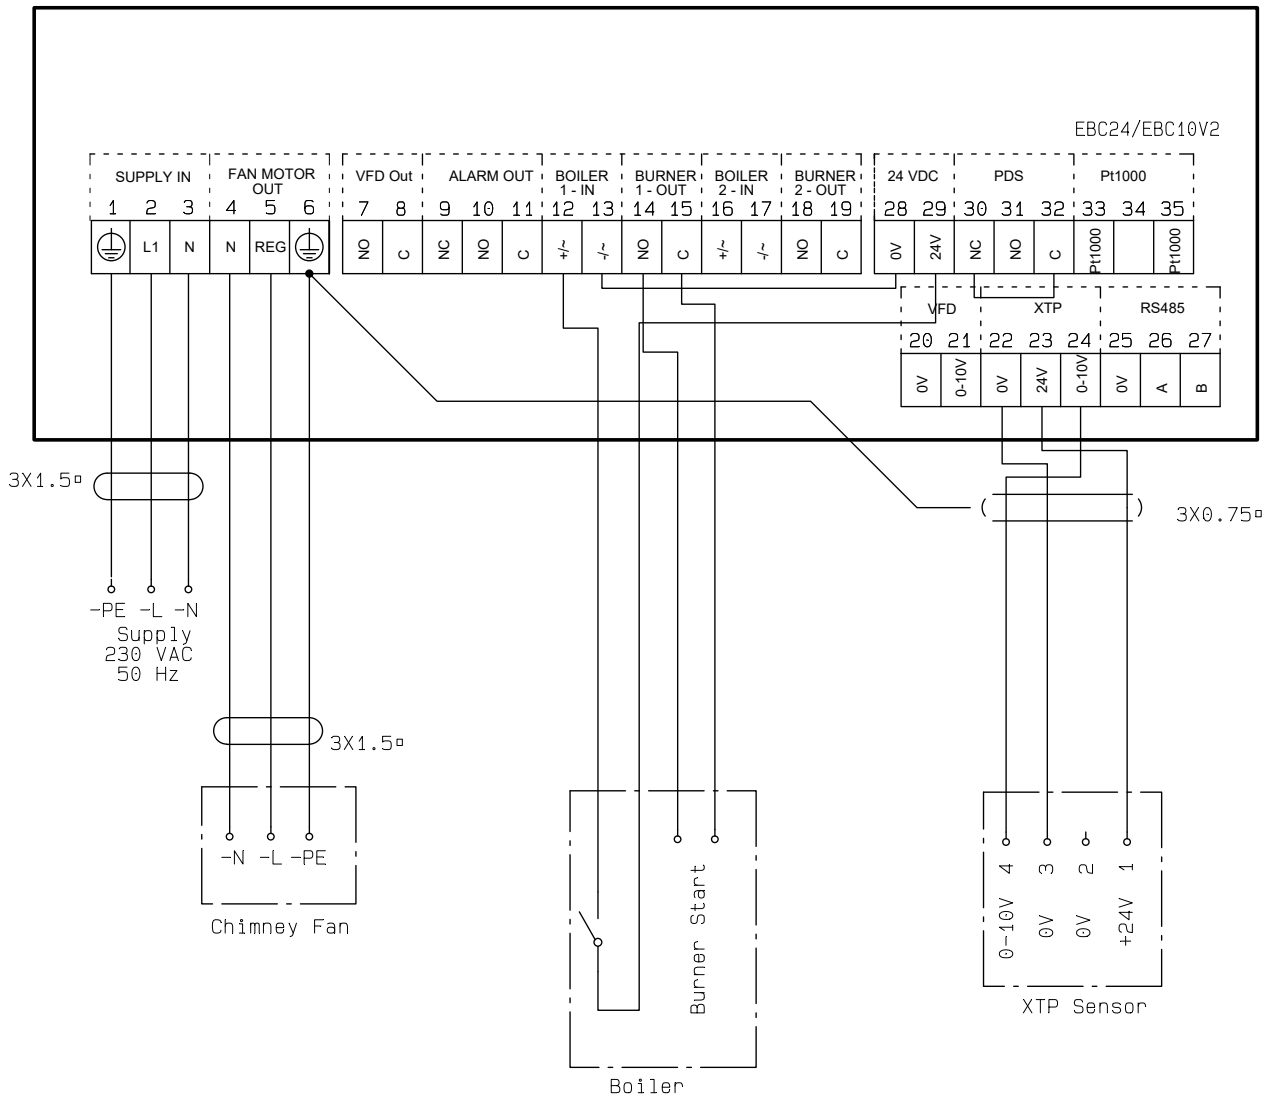 EBC24/EBC10V2
SUPPLY IN
FAN MOTOR
OUT
VFD Out
ALARM OUT
BOILER
1 - IN
BURNER
1 - OUT
BOILER
2 - IN
BURNER
2 - OUT
24 VDC
PDS
Pt1000
1 2 3 4 5 6 7 8 9 10 11 12 13 14 15 16 17 18 19 28 29 30 31 32 33 34 35
L1 N N REG NO C NC NO C +/~ -/~ NO C +/~ -/~ NO C 0V 24V NC NO C Pt1000 Pt1000
VFD XTP RS485
20 21 22 23 24 25 26 27
0V 0-10V 0V 24V 0-10V 0V A B
3X1.5▫
3X0.75▫
-PE -L -N
Supply
230 VAC
50 Hz
3X1.5▫
-N -L -PE
Chimney Fan
Burner Start
Boiler
4 3 2 1
0-10V 0V 0V +24V
XTP Sensor